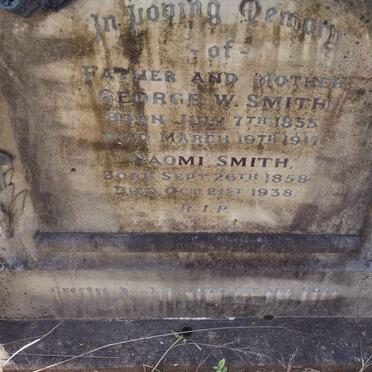 In Loving Memory
-of-
FATHER AND MOTHER
GEORGE W. SMITH
BORN JULY 7TH 1855
DIED MARCH 19TH 1917
NAOMI SMITH,
BORN SEPT 26TH 1858
DIED OCT 21ST 1938.
R.I.P.
Erected